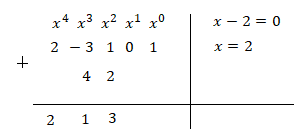 x⁴ x³ x² x¹ x⁰ x − 2 = 0
2 − 3 1 0 1 x = 2
+
4 2
2 1 3